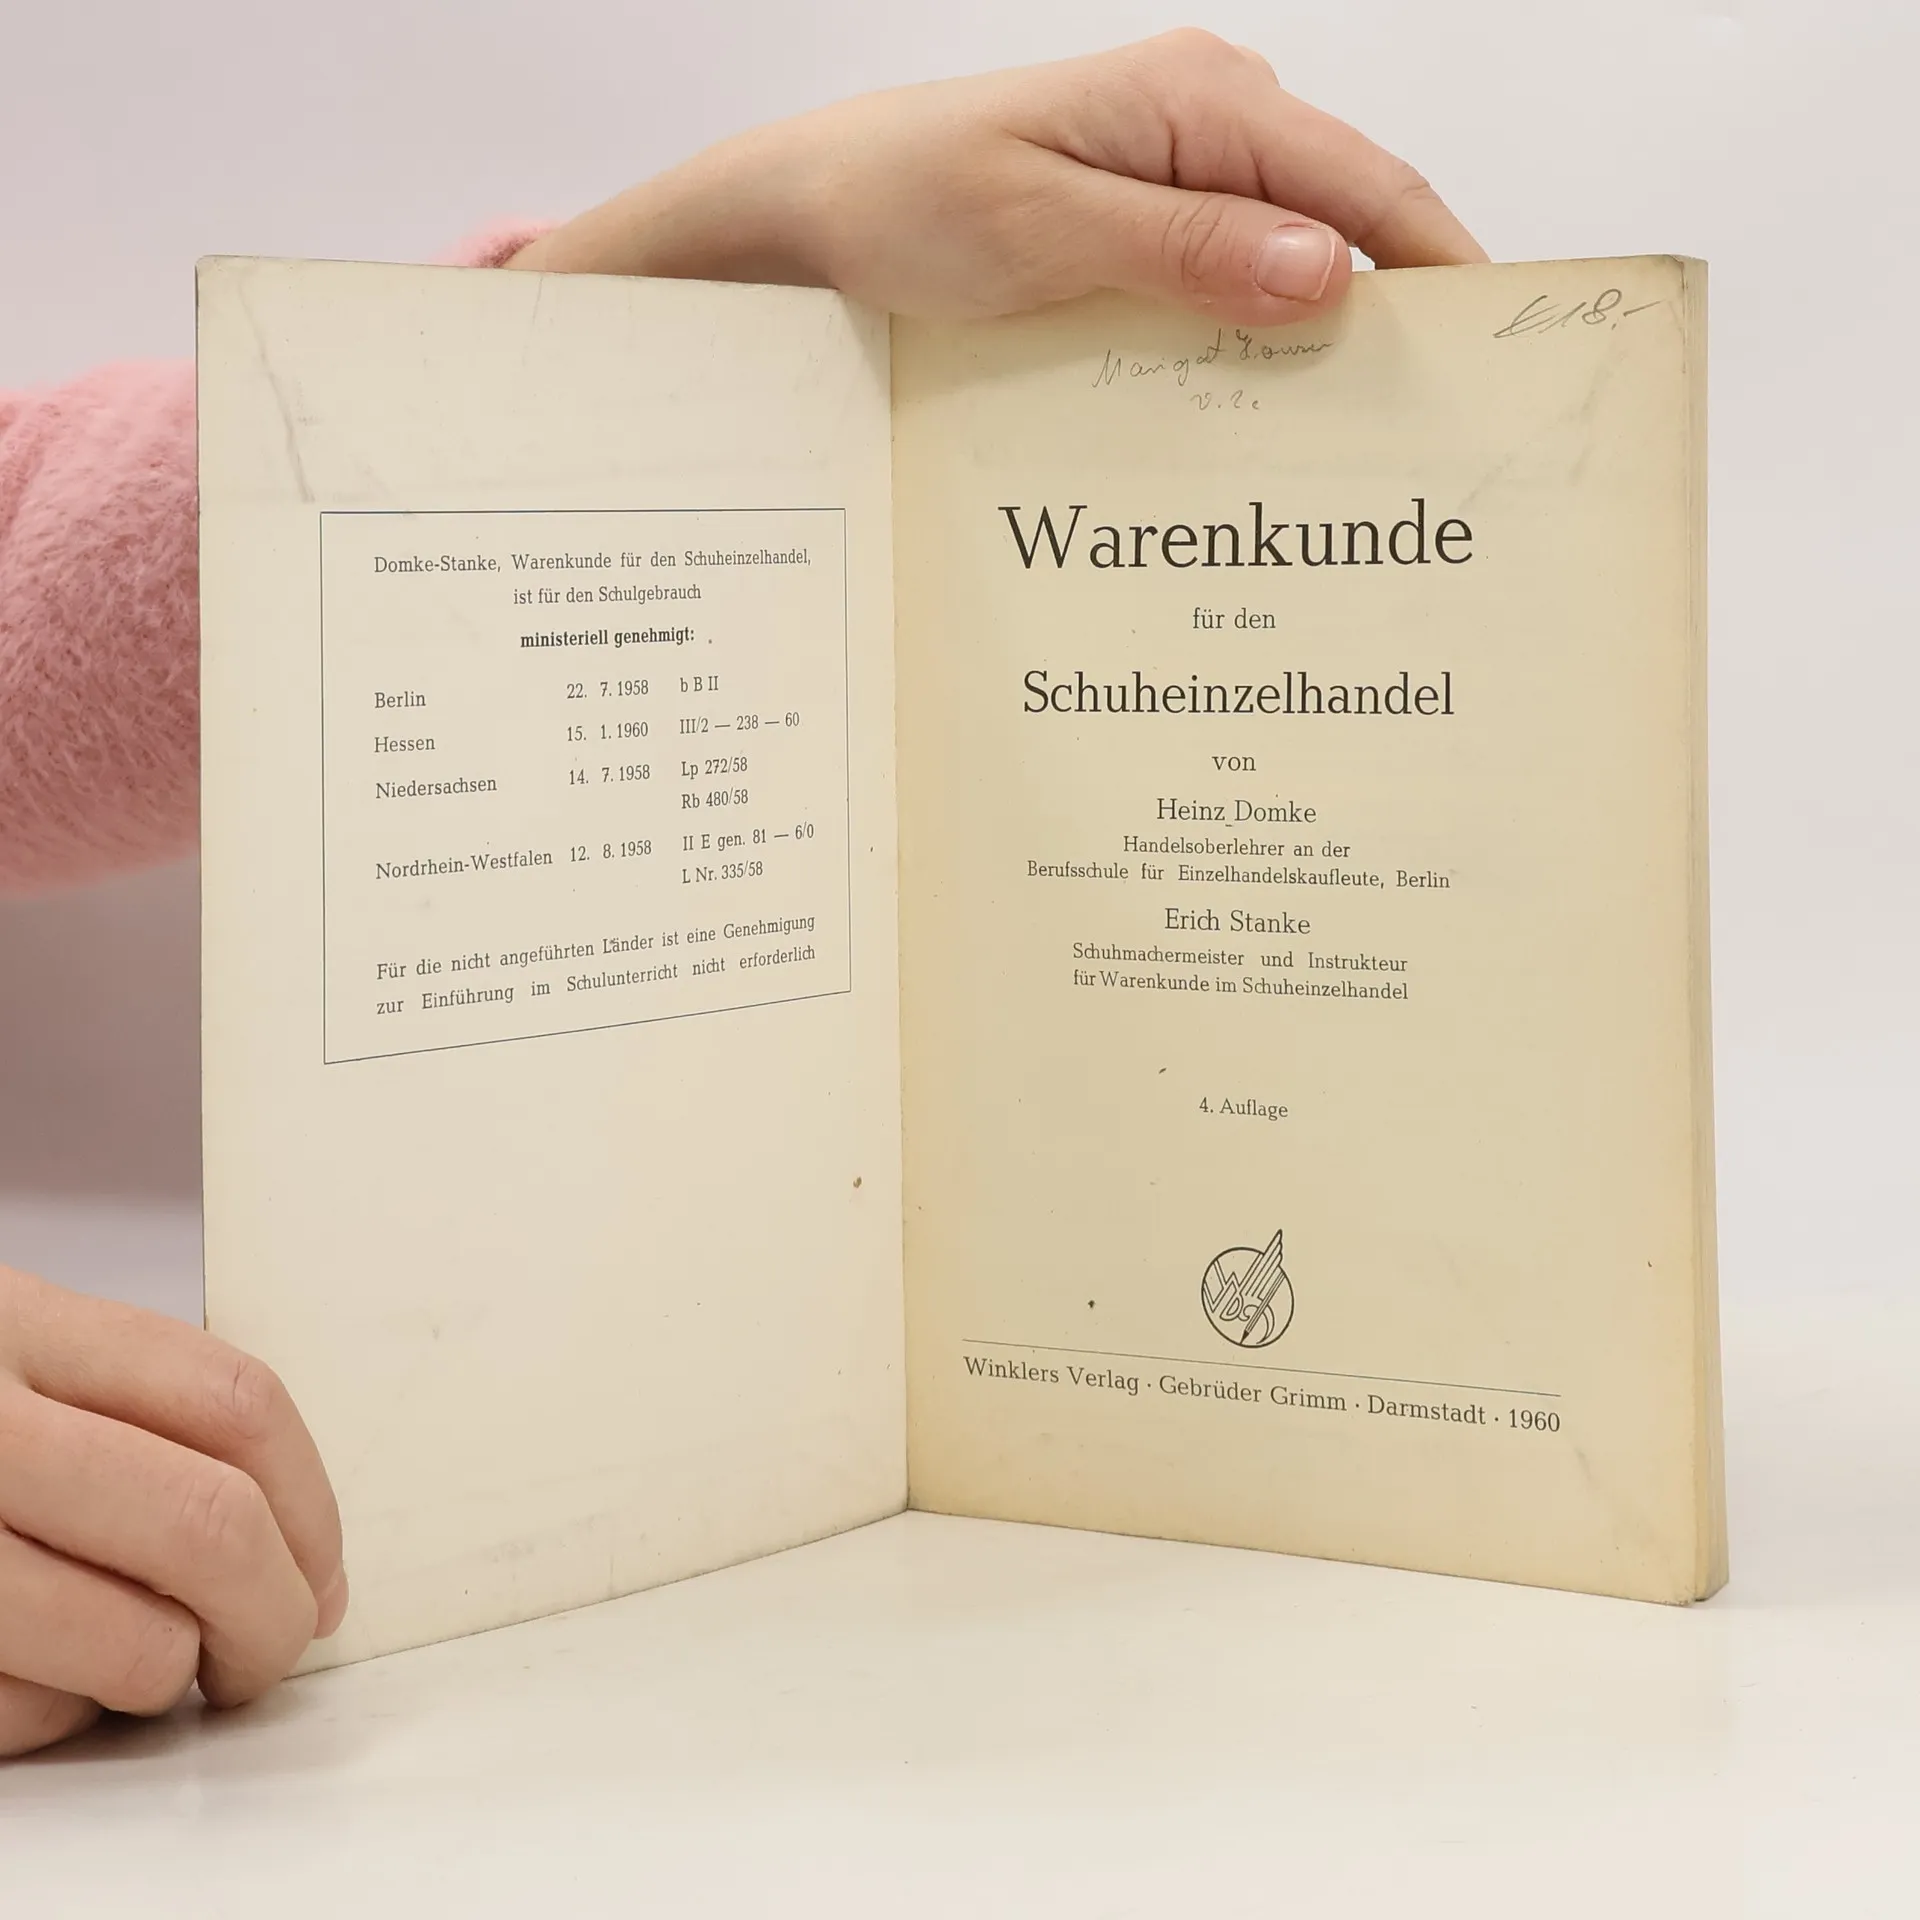 Domke-Stanke, Warenkunde für den Schuheinzelhandel,
ist für den Schulgebrauch
ministeriell genehmigt:
Berlin 22. 7. 1958 b B II
Hessen 15. 1. 1960 III/2 — 238 — 60
Niedersachsen 14. 7. 1958 Lp 272/58
Rb 480/58
Nordrhein-Westfalen 12. 8. 1958 II E gen. 81 — 6/0
L Nr. 335/58
Für die nicht angeführten Länder ist eine Genehmigung
zur Einführung im Schulunterricht nicht erforderlich
€ 18.-
Warenkunde
für den
Schuheinzelhandel
von
Heinz Domke
Handelsoberlehrer an der
Berufsschule für Einzelhandelskaufleute, Berlin
Erich Stanke
Schuhmachermeister und Instrukteur
für Warenkunde im Schuheinzelhandel
4. Auflage
Winklers Verlag · Gebrüder Grimm · Darmstadt · 1960